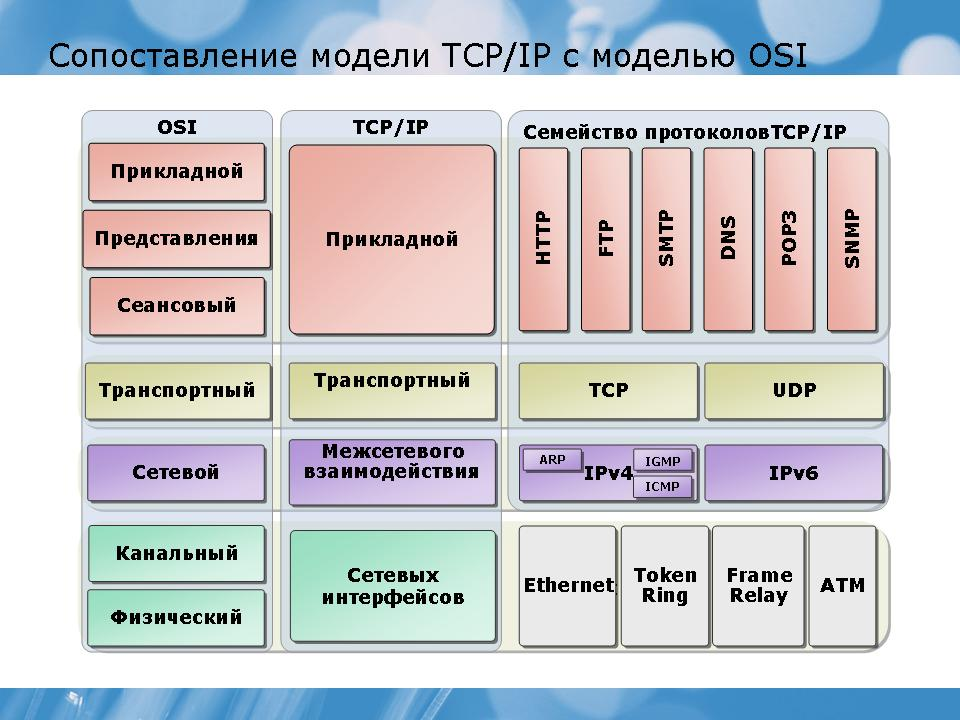 Сопоставление модели TCP/IP с моделью OSI
OSI
TCP/IP
Семейство протоколовTCP/IP
Прикладной
Представления
Сеансовый
Прикладной
HTTP
FTP
SMTP
DNS
POP3
SNMP
Транспортный
Транспортный
TCP
UDP
Сетевой
Межсетевого
взаимодействия
ARP
IPv4
IGMP
ICMP
IPv6
Канальный
Физический
Сетевых
интерфейсов
Ethernet
Token
Ring
Frame
Relay
ATM